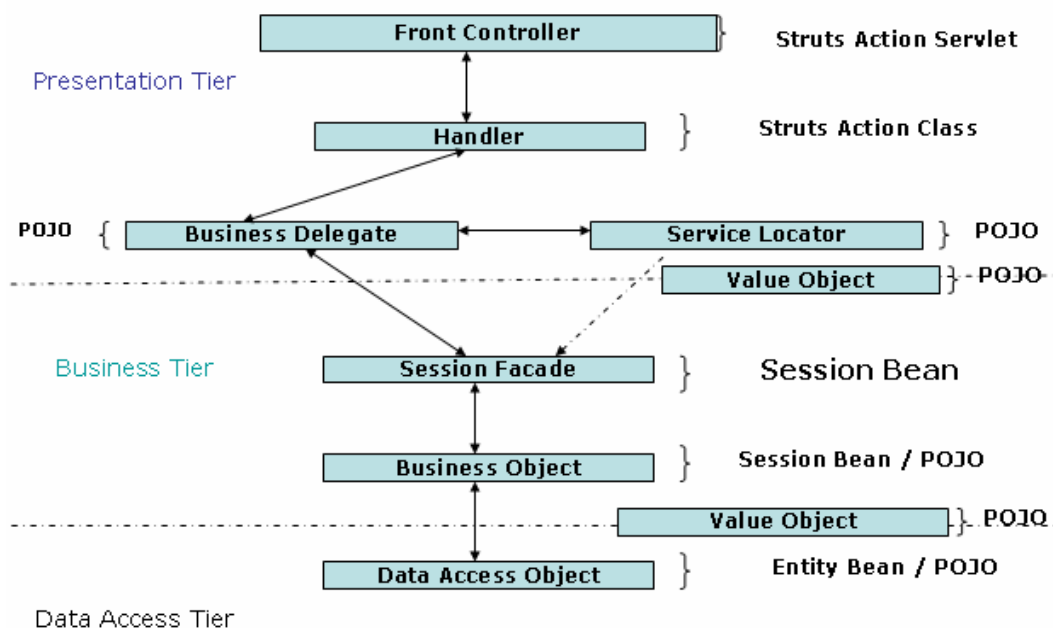 Front Controller
Struts Action Servlet
Presentation Tier
Handler
Struts Action Class
POJO
Business Delegate
Service Locator
POJO
Value Object
POJO
Business Tier
Session Facade
Session Bean
Business Object
Session Bean / POJO
Value Object
POJO
Data Access Object
Entity Bean / POJO
Data Access Tier